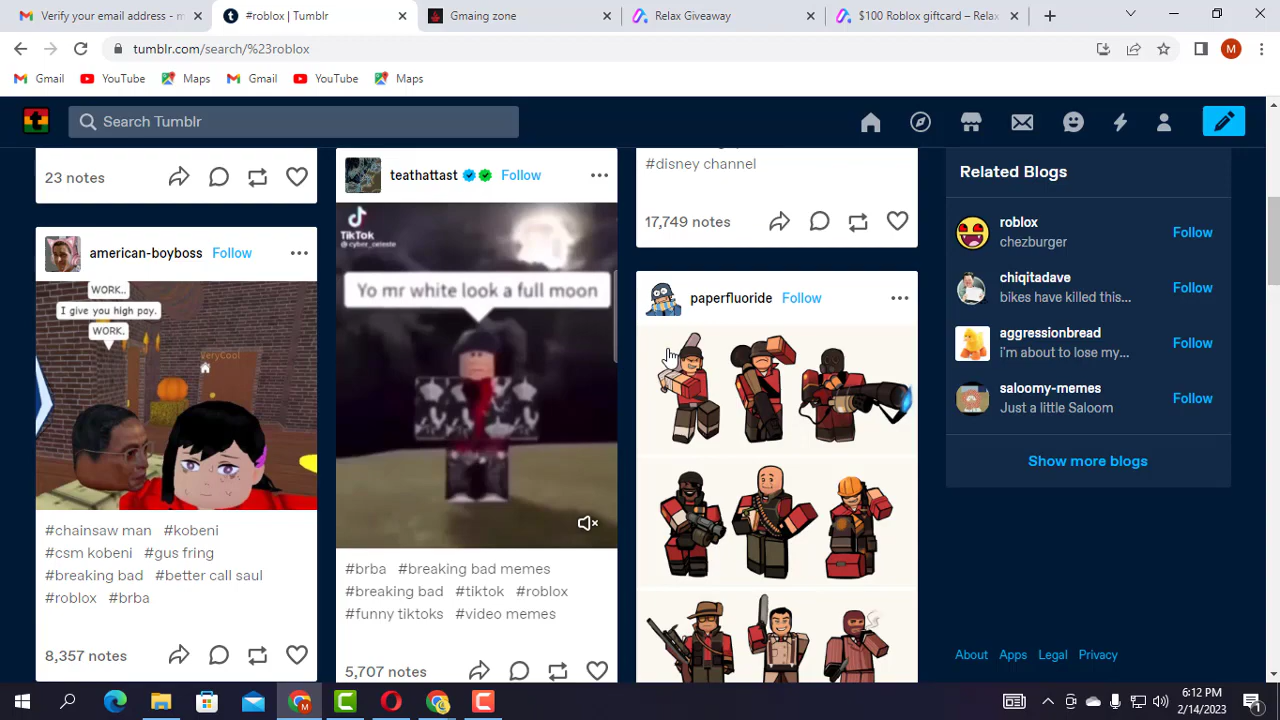 Verify your email address - m
#roblox | Tumblr
Gmaing zone
Relax Giveaway
$100 Roblox giftcard – Relax
tumblr.com/search/%23roblox
M
Gmail
YouTube
Maps
Gmail
YouTube
Maps
t
Search Tumblr
23 notes
american-boyboss
Follow
WORK..
I give you high pay.
WORK.
VeryCool
#chainsaw man #kobeni
#csm kobeni #gus fring
#breaking bad #better call saul
#roblox #brba
8,357 notes
teathattast
Follow
TikTok
@cyber_celeste
Yo mr white look a full moon
#brba #breaking bad memes
#breaking bad #tiktok #roblox
#funny tiktoks #video memes
5,707 notes
#disney channel
17,749 notes
paperfluoride
Follow
Related Blogs
roblox
chezburger
Follow
chiqitadave
bikes have killed this...
Follow
aggressionbread
i'm about to lose my...
Follow
saloomy-memes
Just a little Saloom
Follow
Show more blogs
About Apps Legal Privacy
6:12 PM
2/14/2023
1